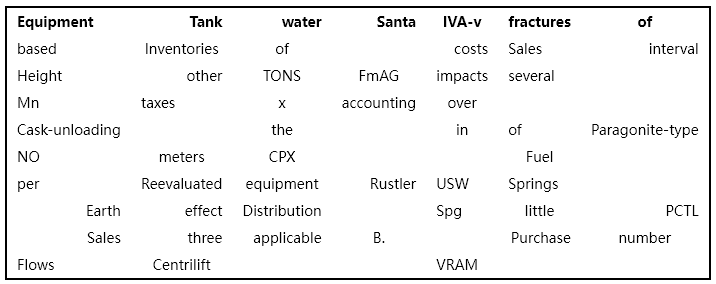 Equipment Tank water Santa IVA-v fractures of
based Inventories of costs Sales interval
Height other TONS FmAG impacts several
Mn taxes x accounting over
Cask-unloading the in of Paragonite-type
NO meters CPX Fuel
per Reevaluated equipment Rustler USW Springs
Earth effect Distribution Spg little PCTL
Sales three applicable B. Purchase number
Flows Centrilift VRAM